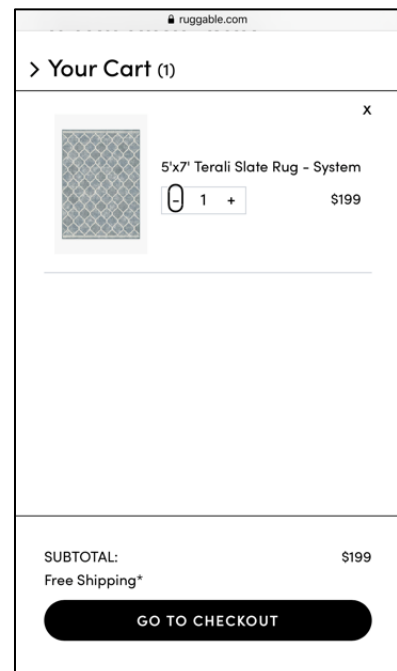 ruggable.com
> Your Cart (1)
x
5'x7' Terali Slate Rug - System
- 1 + $199
SUBTOTAL: $199
Free Shipping*
GO TO CHECKOUT